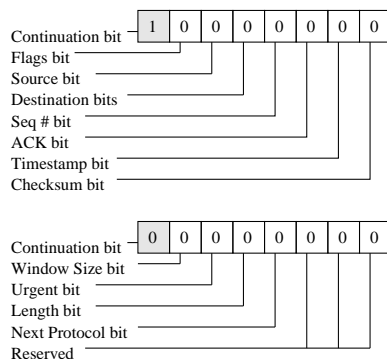 1 0 0 0 0 0 0 0
Continuation bit
Flags bit
Source bit
Destination bits
Seq # bit
ACK bit
Timestamp bit
Checksum bit
0 0 0 0 0 0 0 0
Continuation bit
Window Size bit
Urgent bit
Length bit
Next Protocol bit
Reserved